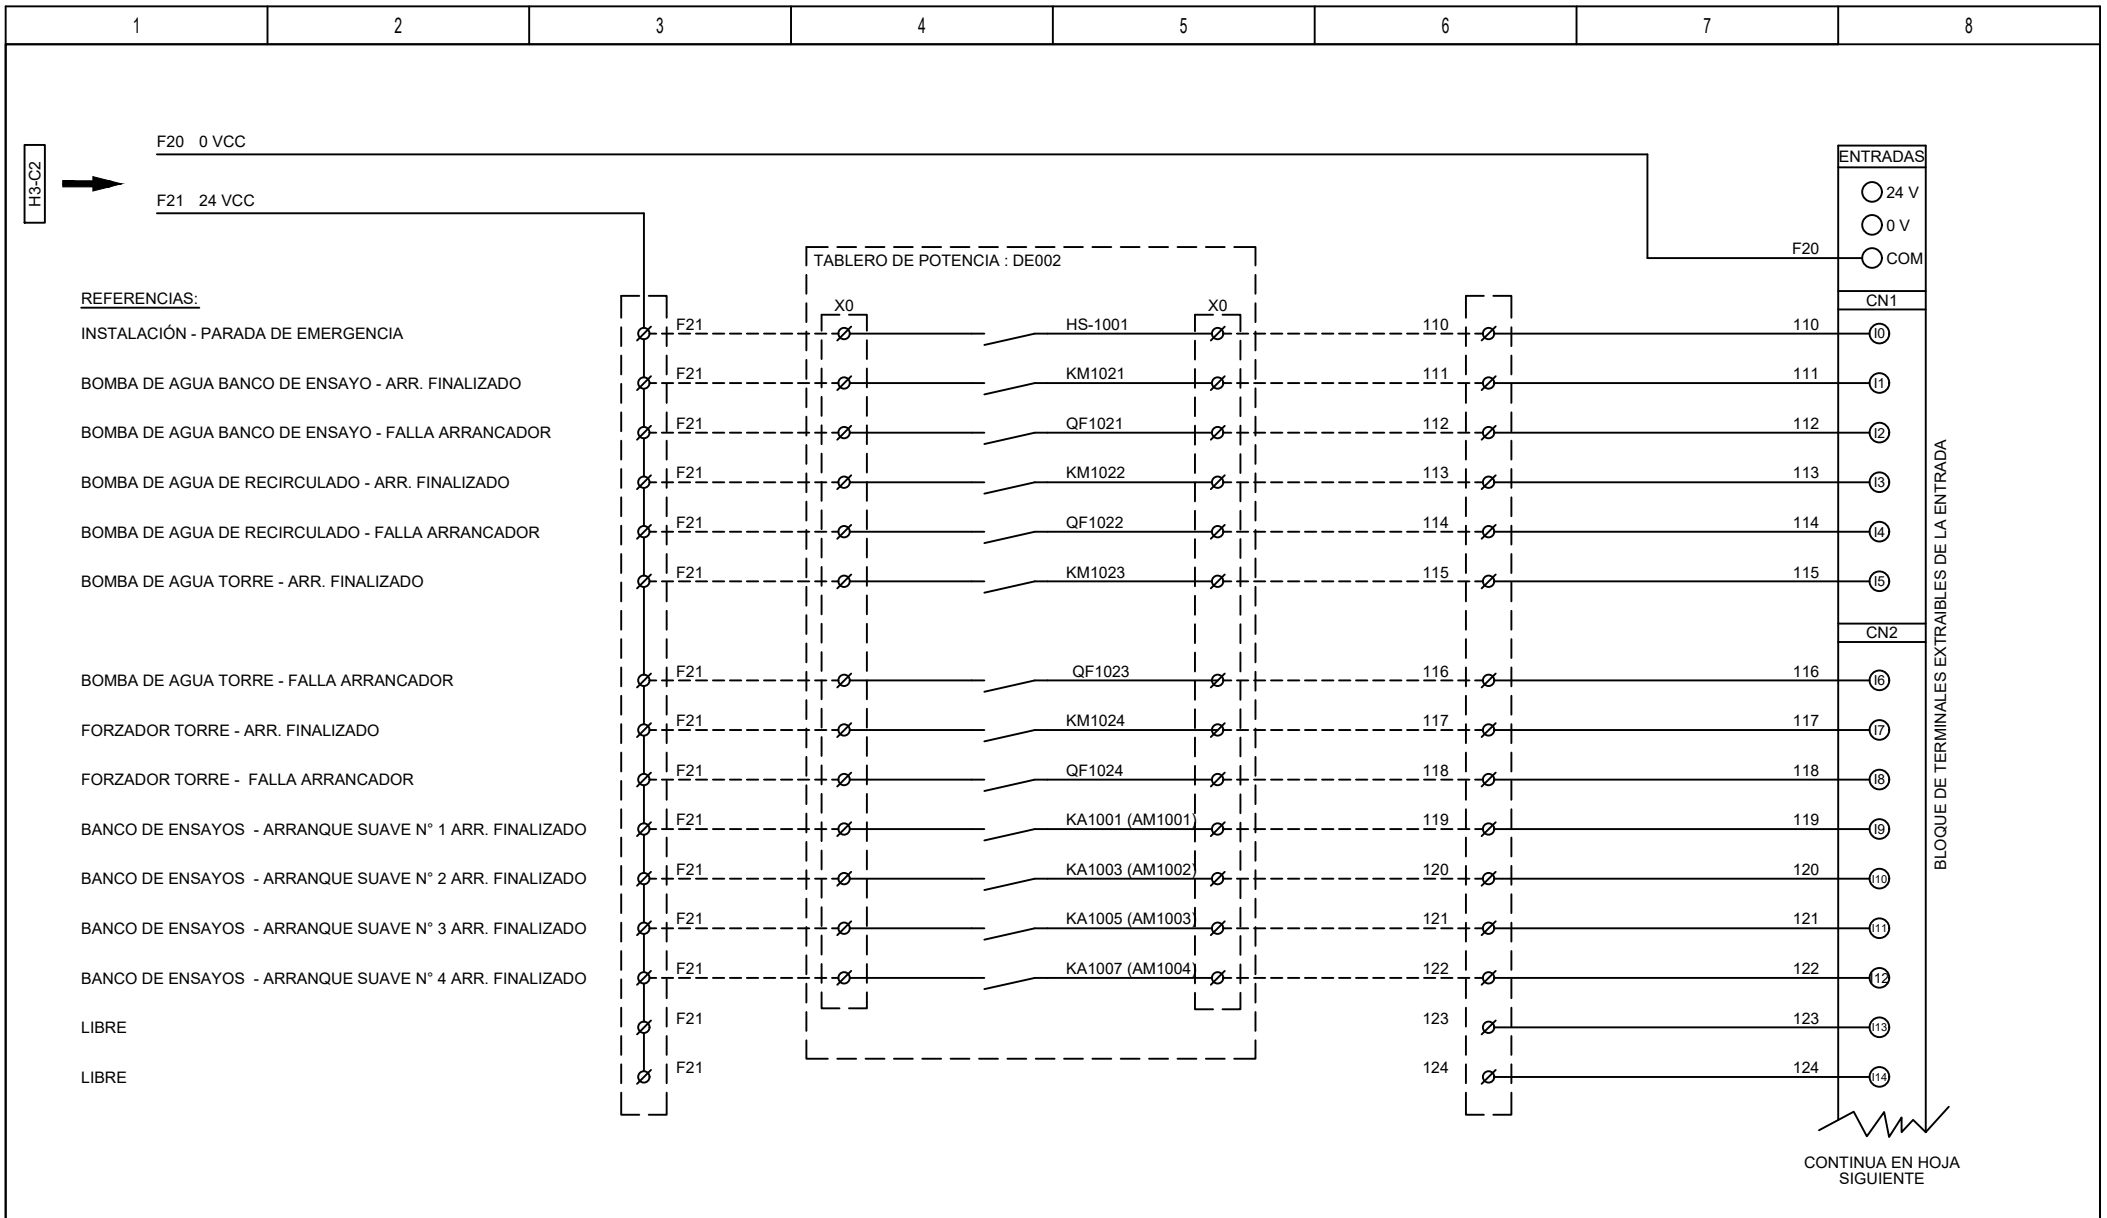 1 2 3 4 5 6 7 8
H3-C2
F20 0 VCC
F21 24 VCC
ENTRADAS
24 V
0 V
F20 COM
TABLERO DE POTENCIA : DE002
REFERENCIAS:
X0 X0 CN1
INSTALACIÓN - PARADA DE EMERGENCIA F21 HS-1001 110 110 I0
BOMBA DE AGUA BANCO DE ENSAYO - ARR. FINALIZADO F21 KM1021 111 111 I1
BOMBA DE AGUA BANCO DE ENSAYO - FALLA ARRANCADOR F21 QF1021 112 112 I2
BOMBA DE AGUA DE RECIRCULADO - ARR. FINALIZADO F21 KM1022 113 113 I3
BOMBA DE AGUA DE RECIRCULADO - FALLA ARRANCADOR F21 QF1022 114 114 I4
BOMBA DE AGUA TORRE - ARR. FINALIZADO F21 KM1023 115 115 I5
CN2
BOMBA DE AGUA TORRE - FALLA ARRANCADOR F21 QF1023 116 116 I6
FORZADOR TORRE - ARR. FINALIZADO F21 KM1024 117 117 I7
FORZADOR TORRE - FALLA ARRANCADOR F21 QF1024 118 118 I8
BANCO DE ENSAYOS - ARRANQUE SUAVE N° 1 ARR. FINALIZADO F21 KA1001 (AM1001) 119 119 I9
BANCO DE ENSAYOS - ARRANQUE SUAVE N° 2 ARR. FINALIZADO F21 KA1003 (AM1002) 120 120 I10
BANCO DE ENSAYOS - ARRANQUE SUAVE N° 3 ARR. FINALIZADO F21 KA1005 (AM1003) 121 121 I11
BANCO DE ENSAYOS - ARRANQUE SUAVE N° 4 ARR. FINALIZADO F21 KA1007 (AM1004) 122 122 I12
LIBRE F21 123 123 I13
LIBRE F21 124 124 I14
BLOQUE DE TERMINALES EXTRAIBLES DE LA ENTRADA
CONTINUA EN HOJA
SIGUIENTE